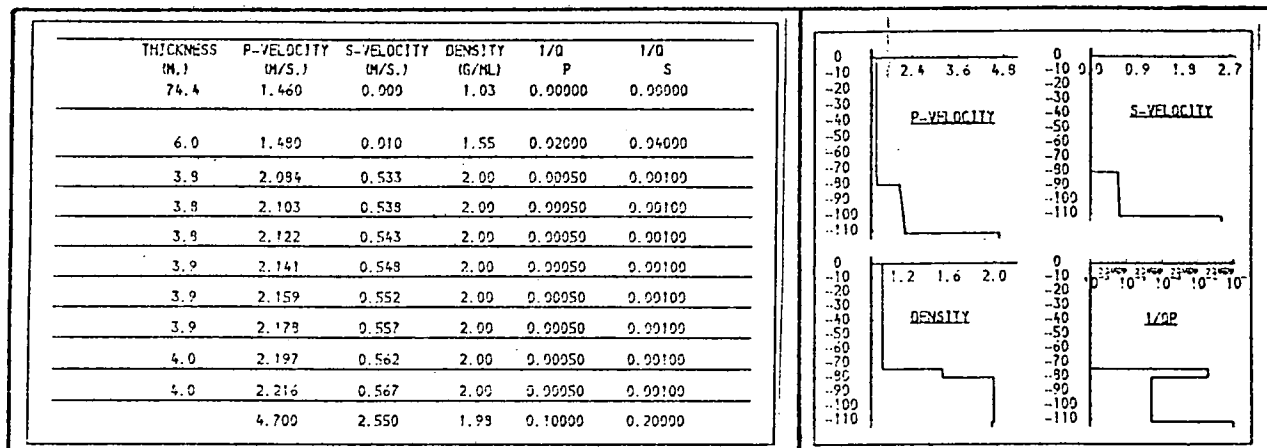 THICKNESS P-VELOCITY S-VELOCITY DENSITY 1/Q 1/Q
(M.) (M/S.) (M/S.) (G/ML) P S
74.4 1.460 0.000 1.03 0.00000 0.00000
6.0 1.480 0.010 1.55 0.02000 0.04000
3.8 2.084 0.533 2.00 0.00050 0.00100
3.8 2.103 0.538 2.00 0.00050 0.00100
3.8 2.122 0.543 2.00 0.00050 0.00100
3.9 2.141 0.548 2.00 0.00050 0.00100
3.9 2.159 0.552 2.00 0.00050 0.00100
3.9 2.178 0.557 2.00 0.00050 0.00100
4.0 2.197 0.562 2.00 0.00050 0.00100
4.0 2.216 0.567 2.00 0.00050 0.00100
4.700 2.550 1.98 0.10000 0.20000
0
-10 2.4 3.6 4.8
-20
-30
-40 P-VELOCITY
-50
-60
-70
-80
-90
-100
-110
0
-10 0.0 0.9 1.8 2.7
-20
-30
-40 S-VELOCITY
-50
-60
-70
-80
-90
-100
-110
0
-10 1.2 1.6 2.0
-20
-30
-40 DENSITY
-50
-60
-70
-80
-90
-100
-110
0
-10 10 10 10 10
-20
-30
-40 1/QP
-50
-60
-70
-80
-90
-100
-110